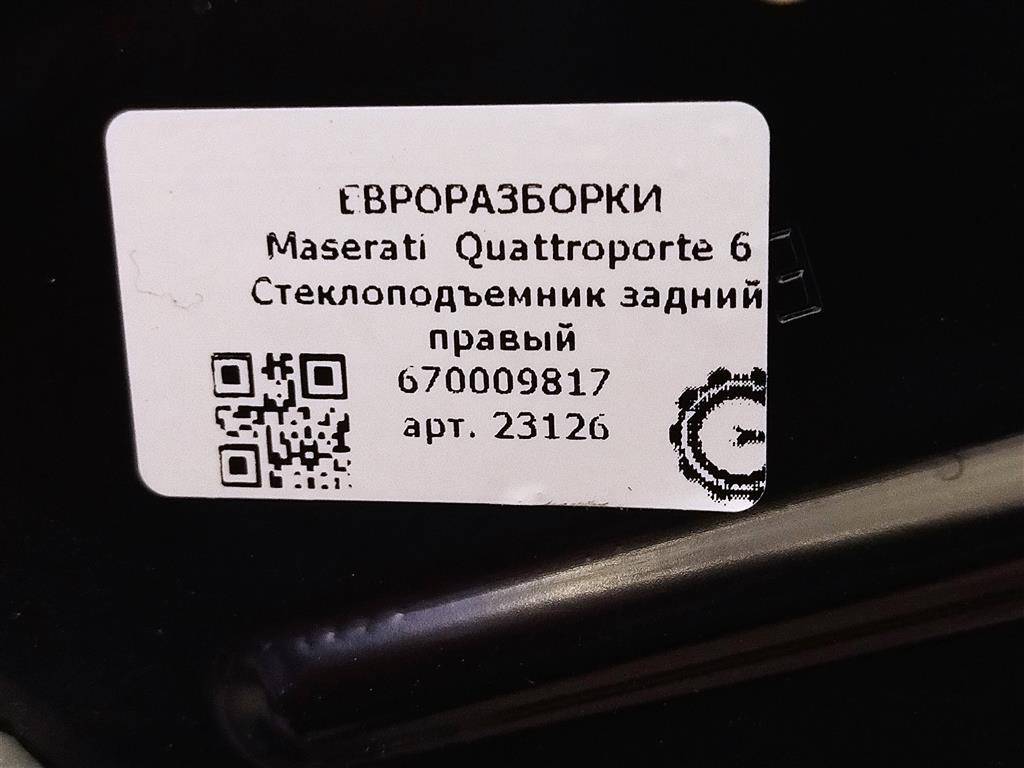 ЕВРОРАЗБОРКИ
Maserati Quattroporte 6
Стеклоподъемник задний
правый
670009817
арт. 23126